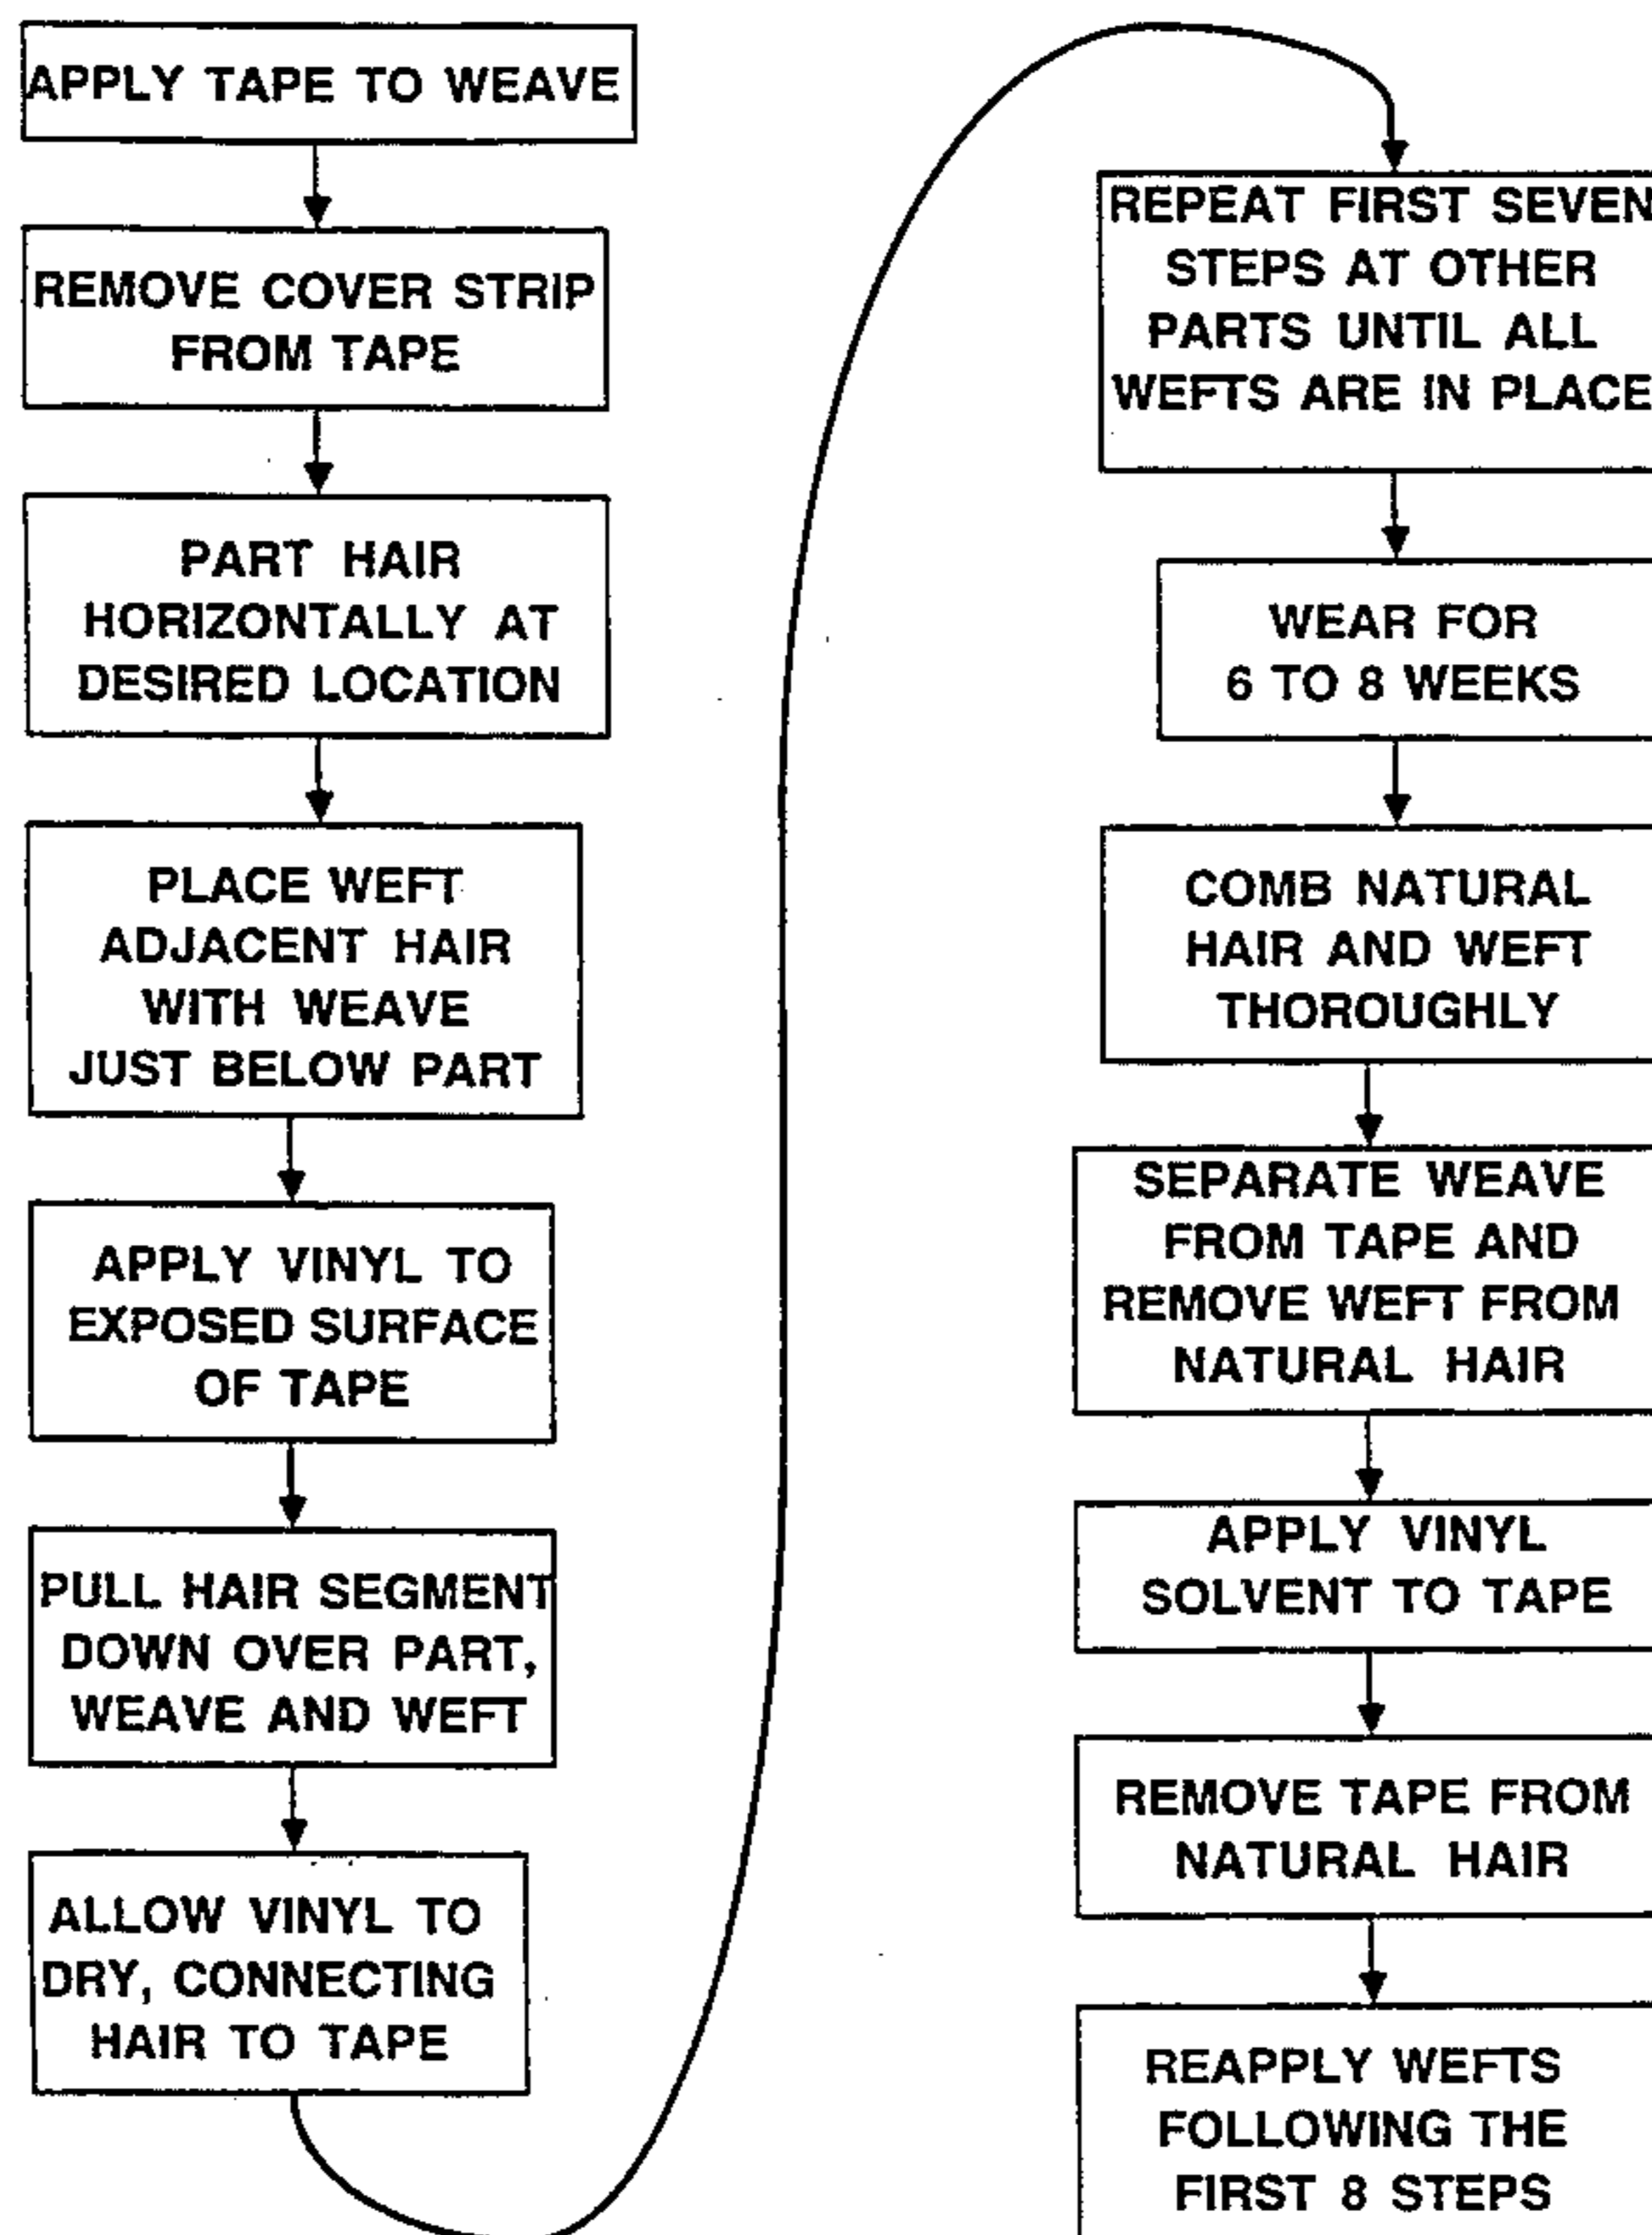 APPLY TAPE TO WEAVE
REMOVE COVER STRIP
FROM TAPE
PART HAIR
HORIZONTALLY AT
DESIRED LOCATION
PLACE WEFT
ADJACENT HAIR
WITH WEAVE
JUST BELOW PART
APPLY VINYL TO
EXPOSED SURFACE
OF TAPE
PULL HAIR SEGMENT
DOWN OVER PART,
WEAVE AND WEFT
ALLOW VINYL TO
DRY, CONNECTING
HAIR TO TAPE
REPEAT FIRST SEVEN
STEPS AT OTHER
PARTS UNTIL ALL
WEFTS ARE IN PLACE
WEAR FOR
6 TO 8 WEEKS
COMB NATURAL
HAIR AND WEFT
THOROUGHLY
SEPARATE WEAVE
FROM TAPE AND
REMOVE WEFT FROM
NATURAL HAIR
APPLY VINYL
SOLVENT TO TAPE
REMOVE TAPE FROM
NATURAL HAIR
REAPPLY WEFTS
FOLLOWING THE
FIRST 8 STEPS